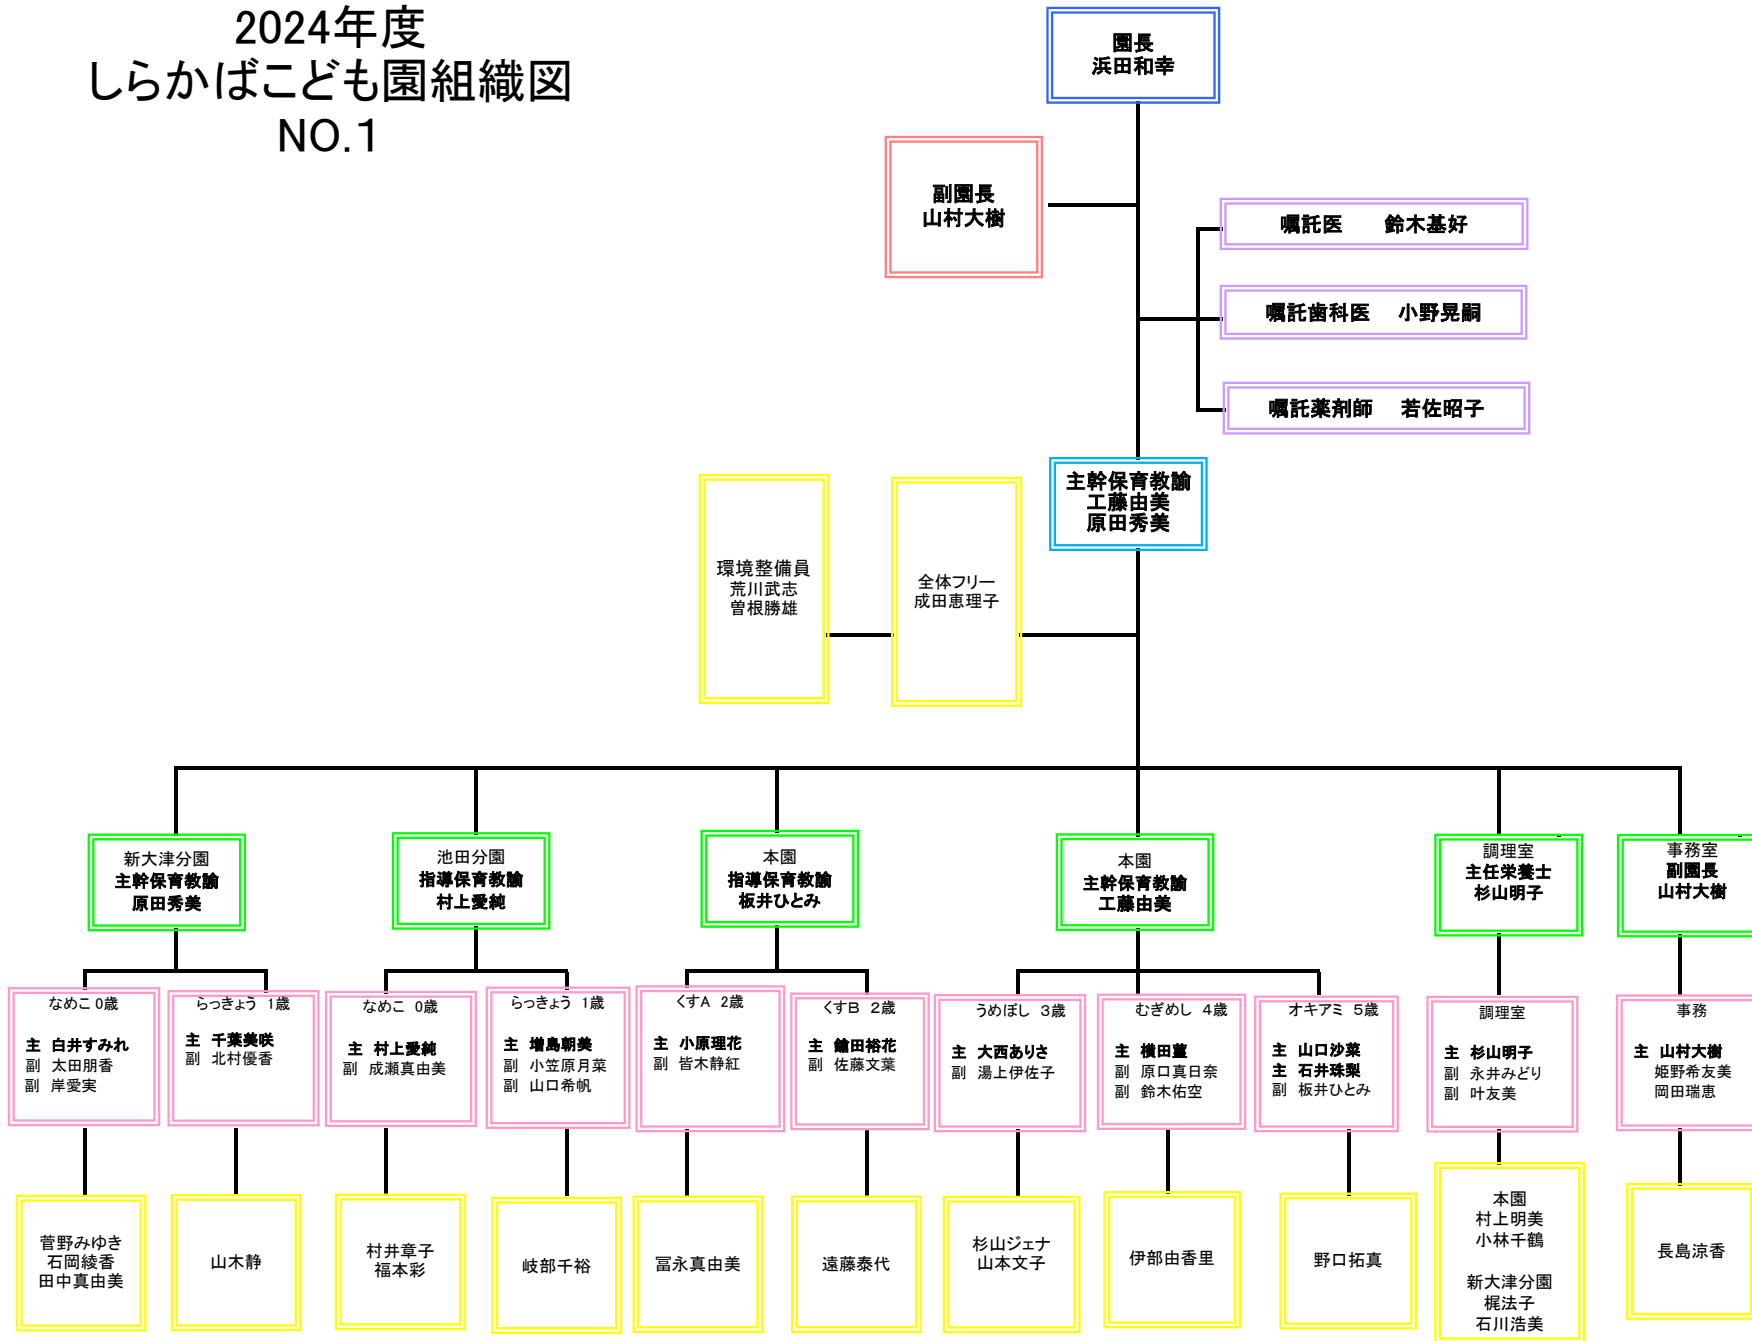 2024年度
しらかばこども園組織図
NO.1
園長
浜田和幸
副園長
山村大樹
嘱託医　鈴木基好
嘱託歯科医　小野晃嗣
嘱託薬剤師　若佐昭子
主幹保育教諭
工藤由美
原田秀美
環境整備員
荒川武志
曽根勝雄
全体フリー
成田恵理子
新大津分園
主幹保育教諭
原田秀美
池田分園
指導保育教諭
村上愛純
本園
指導保育教諭
板井ひとみ
本園
主幹保育教諭
工藤由美
調理室
主任栄養士
杉山明子
事務室
副園長
山村大樹
なめこ 0歳
主 白井すみれ
副 太田朋香
副 岸愛実
らっきょう 1歳
主 千葉美咲
副 北村優香
なめこ 0歳
主 村上愛純
副 成瀬真由美
らっきょう 1歳
主 増島朝美
副 小笠原月菜
副 山口希帆
くすA 2歳
主 小原理花
副 皆木静紅
くすB 2歳
主 鎗田裕花
副 佐藤文葉
うめぼし 3歳
主 大西ありさ
副 湯上伊佐子
むぎめし 4歳
主 横田菫
副 原口真日奈
副 鈴木佑空
オキアミ 5歳
主 山口沙菜
主 石井珠梨
副 板井ひとみ
調理室
主 杉山明子
副 永井みどり
副 叶友美
事務
主 山村大樹
姫野希友美
岡田瑞恵
菅野みゆき
石岡綾香
田中真由美
山木静
村井章子
福本彩
岐部千裕
冨永真由美
遠藤泰代
杉山ジェナ
山本文子
伊部由香里
野口拓真
本園
村上明美
小林千鶴
新大津分園
梶法子
石川浩美
長島涼香